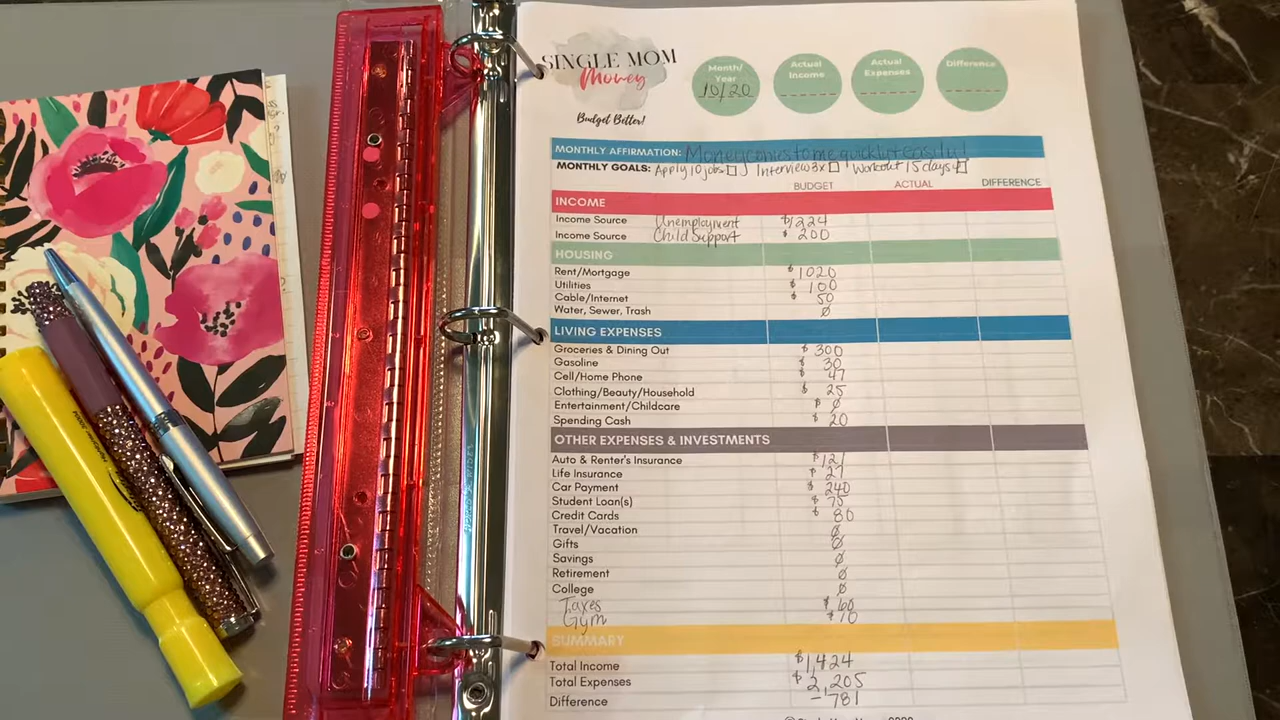 SINGLE MOM
Money
Budget Better!
Month/
Year
10/20
Actual
Income
Actual
Expenses
Difference
MONTHLY AFFIRMATION: Money comes to me quickly & easily!
MONTHLY GOALS: Apply 10 jobs Interview 3x Workout 15 days
BUDGET ACTUAL DIFFERENCE
INCOME
Income Source Unemployment $1224
Income Source Child Support $ 200
HOUSING
Rent/Mortgage $1020
Utilities $ 100
Cable/Internet $ 50
Water, Sewer, Trash Ø
LIVING EXPENSES
Groceries & Dining Out $ 300
Gasoline $ 30
Cell/Home Phone $ 47
Clothing/Beauty/Household $ 25
Entertainment/Childcare $ Ø
Spending Cash $ 20
OTHER EXPENSES & INVESTMENTS
Auto & Renter's Insurance $121
Life Insurance $ 27
Car Payment $ 240
Student Loan(s) $ 75
Credit Cards $ 80
Travel/Vacation Ø
Gifts Ø
Savings Ø
Retirement Ø
College Ø
Taxes $ 60
Gym $ 10
SUMMARY
Total Income $1,424
Total Expenses $2,205
Difference -781